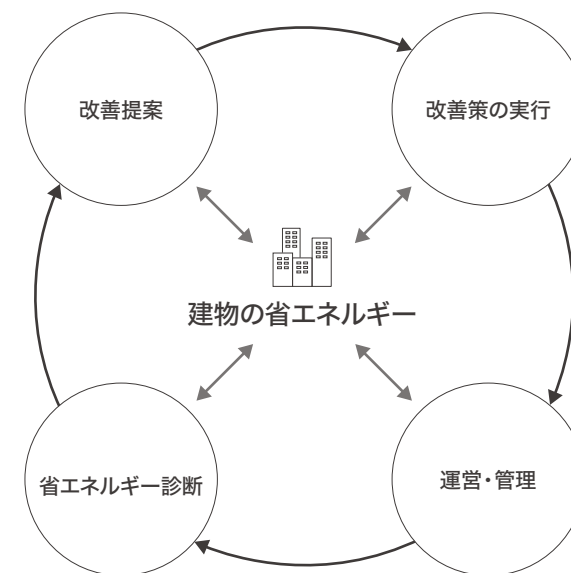 改善提案
改善策の実行
建物の省エネルギー
省エネルギー診断
運営・管理